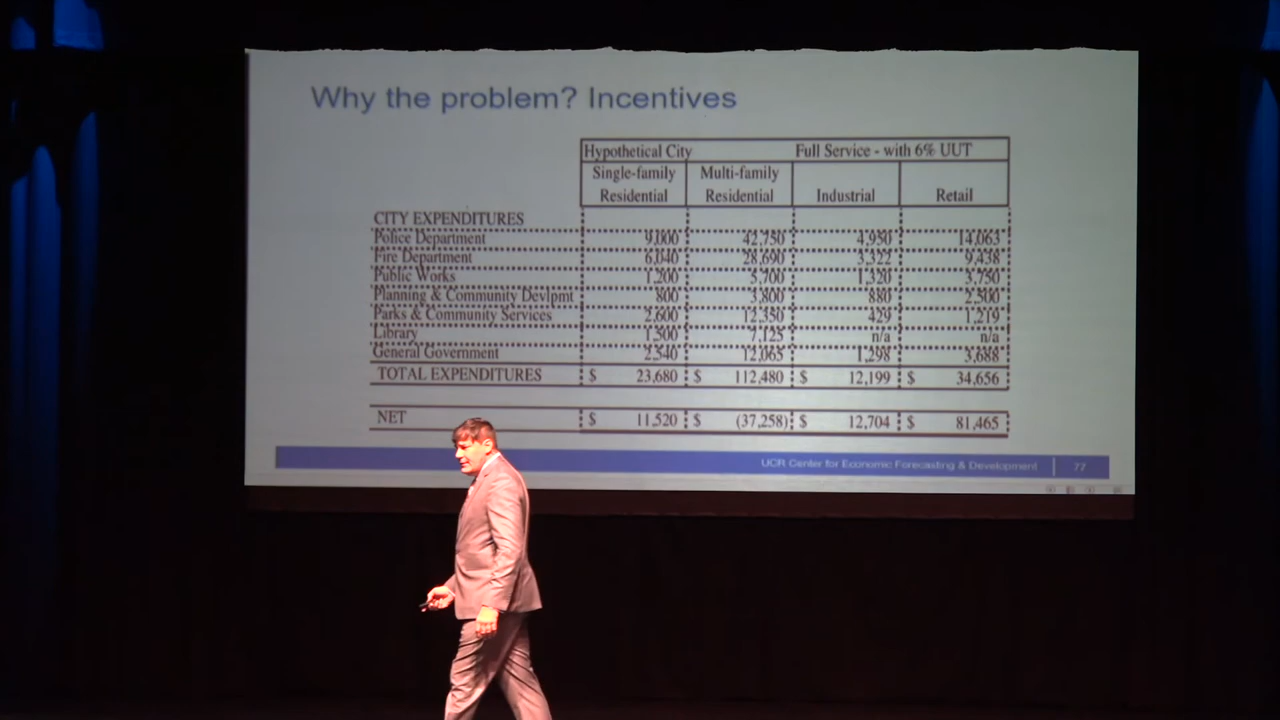 Why the problem? Incentives
Hypothetical City Full Service - with 6% UUT
Single-family Multi-family
Residential Residential Industrial Retail
CITY EXPENDITURES
Police Department 9,000 42,750 4,950 14,063
Fire Department 6,040 28,690 3,322 9,438
Public Works 1,200 5,700 1,320 3,750
Planning & Community Devlpmt 800 3,800 880 2,500
Parks & Community Services 2,600 12,350 429 1,219
Library 1,500 7,125 n/a n/a
General Government 2,540 12,065 1,298 3,688
TOTAL EXPENDITURES $ 23,680 $ 112,480 $ 12,199 $ 34,656
NET $ 11,520 $ (37,258) $ 12,704 $ 81,465
UCR Center for Economic Forecasting & Development 77